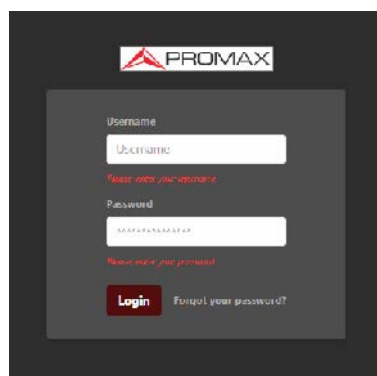 PROMAX
Username
Username
Please enter your username
Password
Please enter your password
Login Forgot your password?